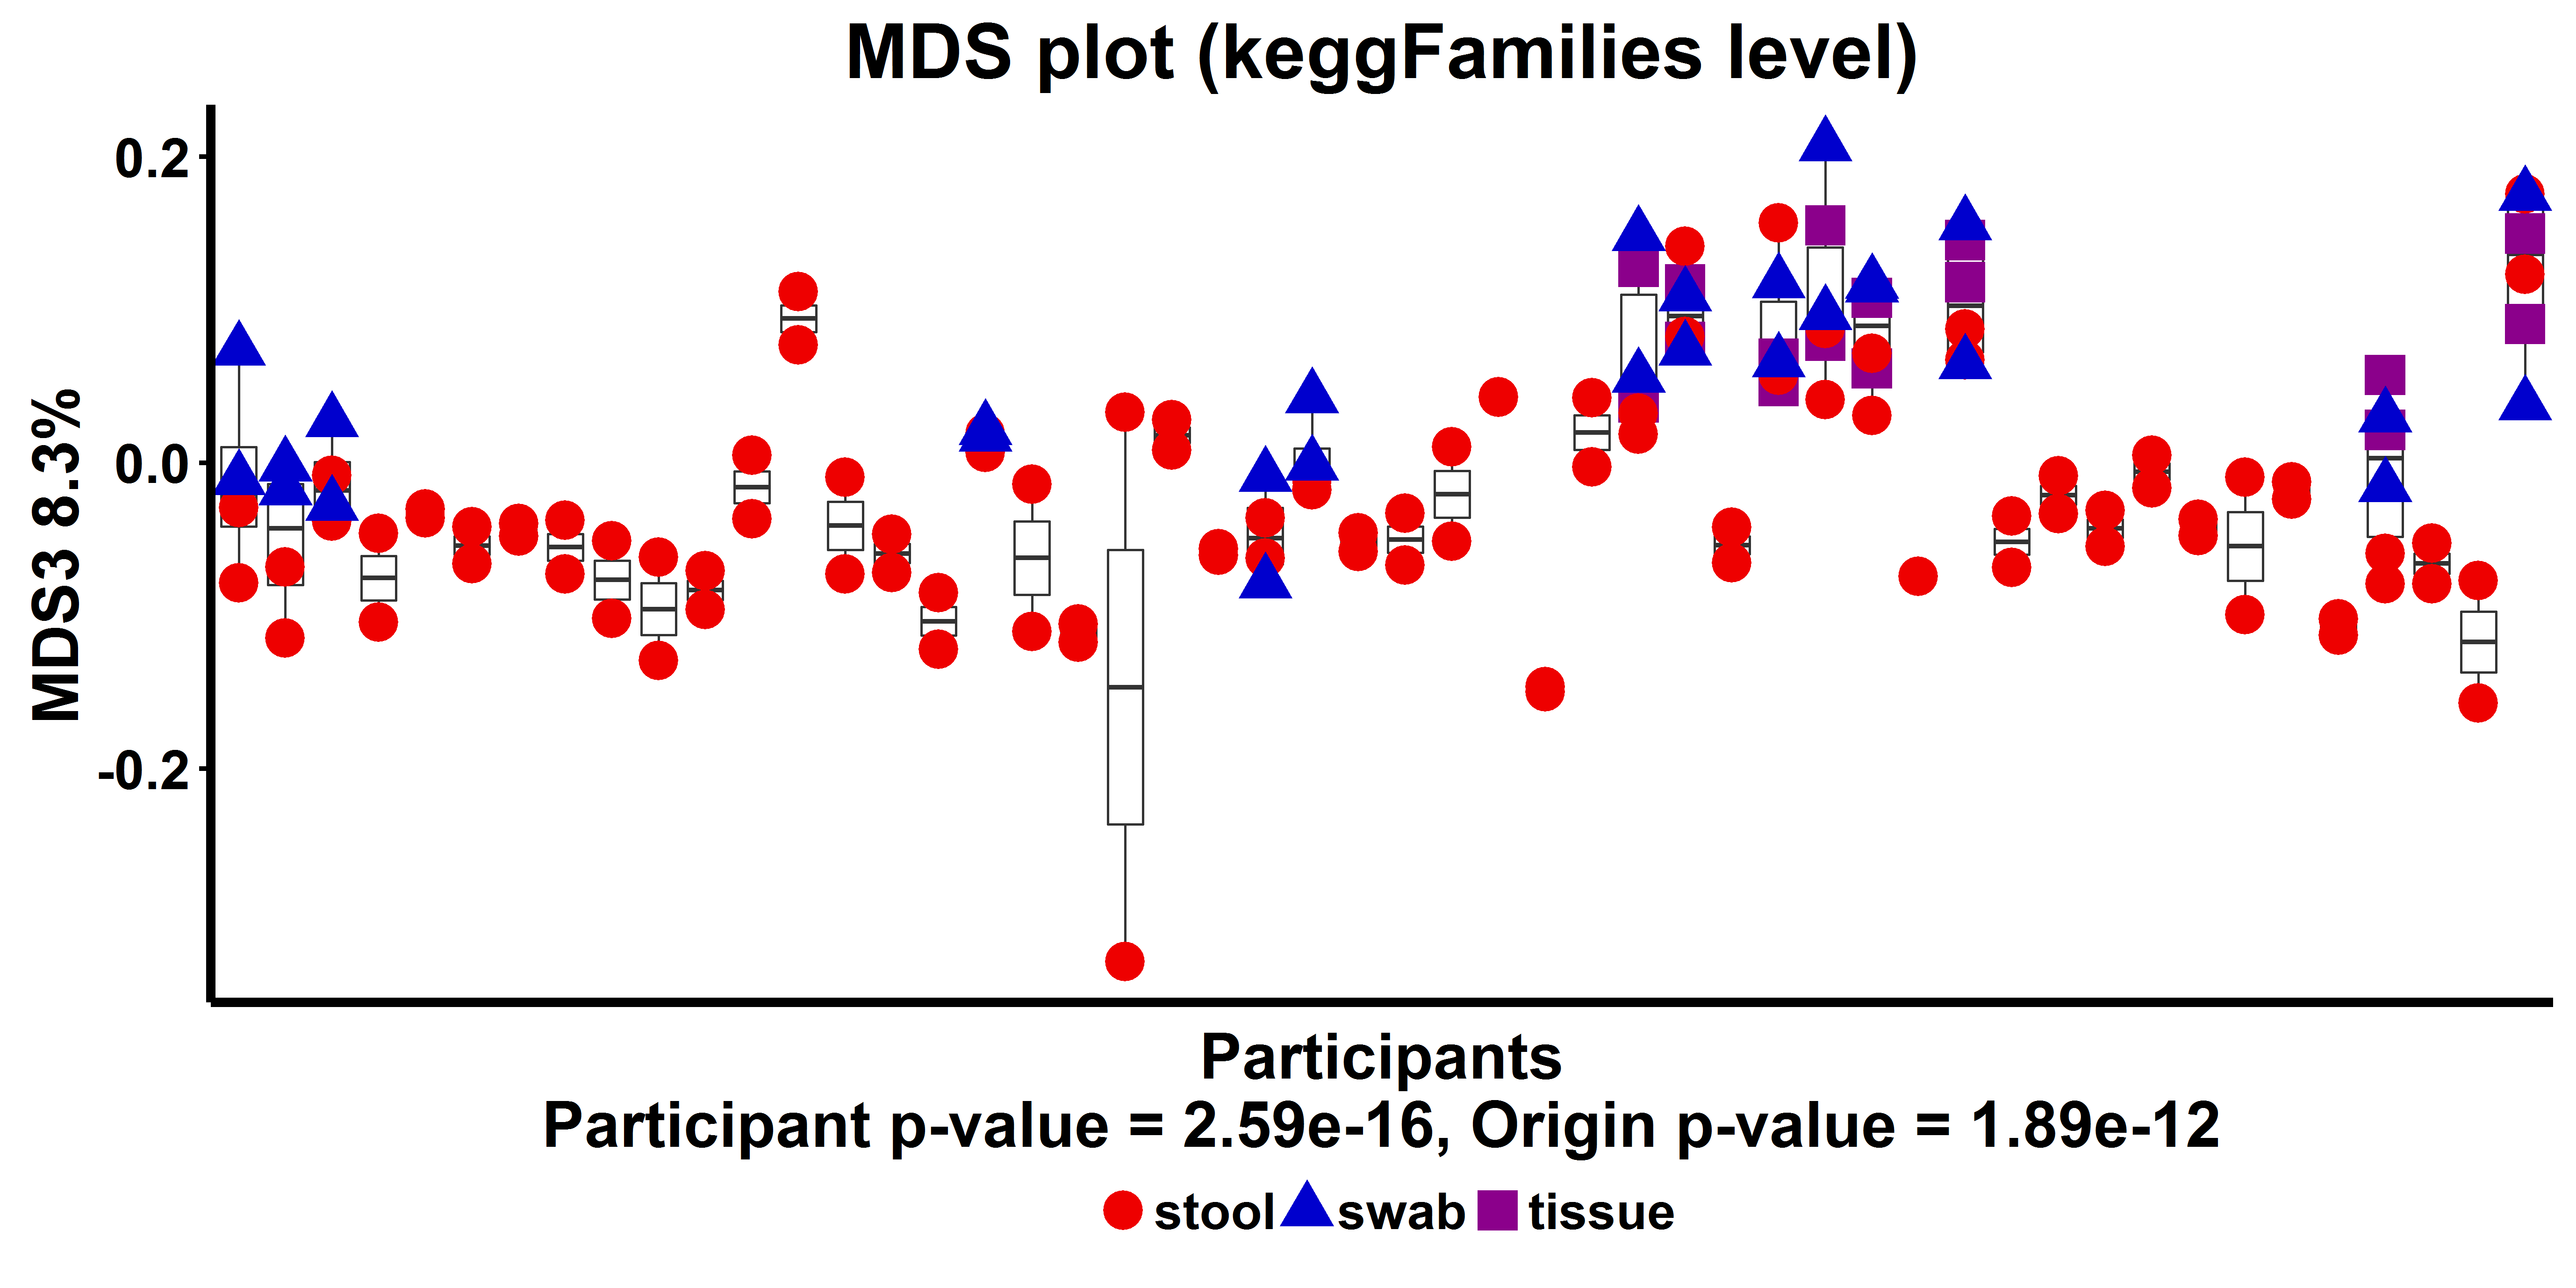 MDS plot (keggFamilies level)
MDS3 8.3%
0.2
0.0
-0.2
Participants
Participant p-value = 2.59e-16, Origin p-value = 1.89e-12
stool swab tissue